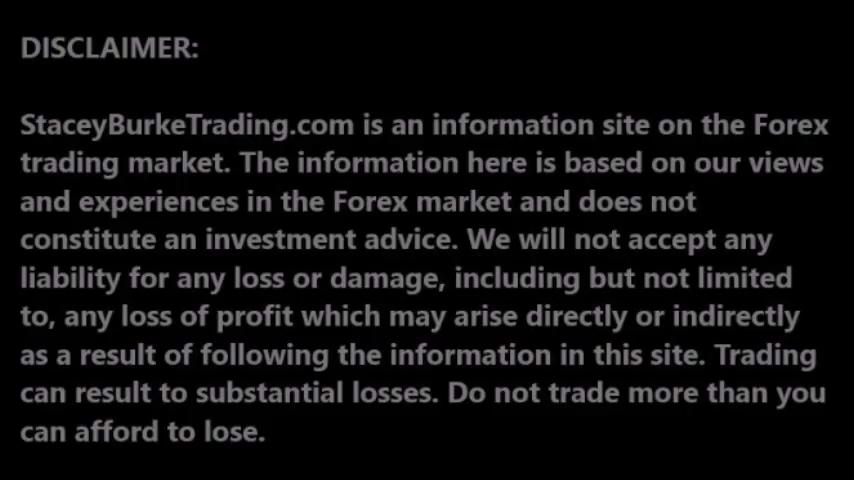 DISCLAIMER:
StaceyBurkeTrading.com is an information site on the Forex
trading market. The information here is based on our views
and experiences in the Forex market and does not
constitute an investment advice. We will not accept any
liability for any loss or damage, including but not limited
to, any loss of profit which may arise directly or indirectly
as a result of following the information in this site. Trading
can result to substantial losses. Do not trade more than you
can afford to lose.